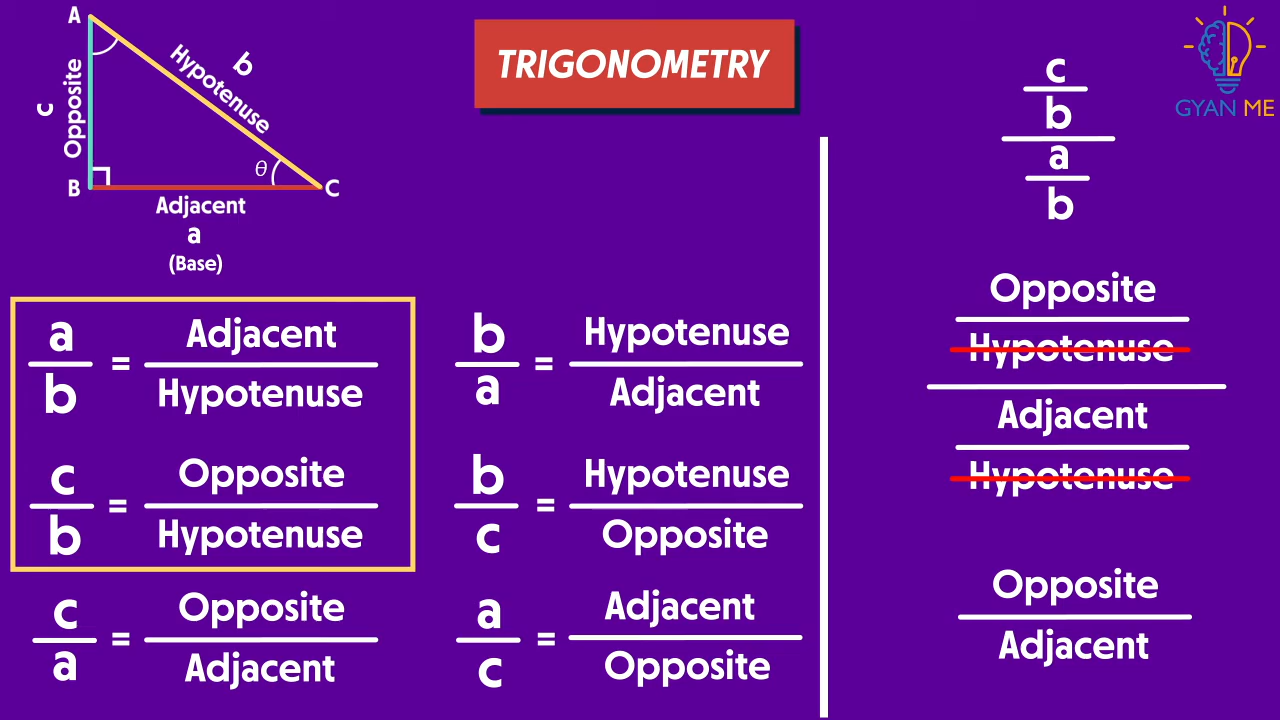 TRIGONOMETRY
GYAN ME
A
b
Hypotenuse
c
Opposite
θ
B
C
Adjacent
a
(Base)
a
b
=
Adjacent
Hypotenuse
c
b
=
Opposite
Hypotenuse
c
a
=
Opposite
Adjacent
b
a
=
Hypotenuse
Adjacent
b
c
=
Hypotenuse
Opposite
a
c
=
Adjacent
Opposite
c
b
a
b
Opposite
Hypotenuse
Adjacent
Hypotenuse
Opposite
Adjacent